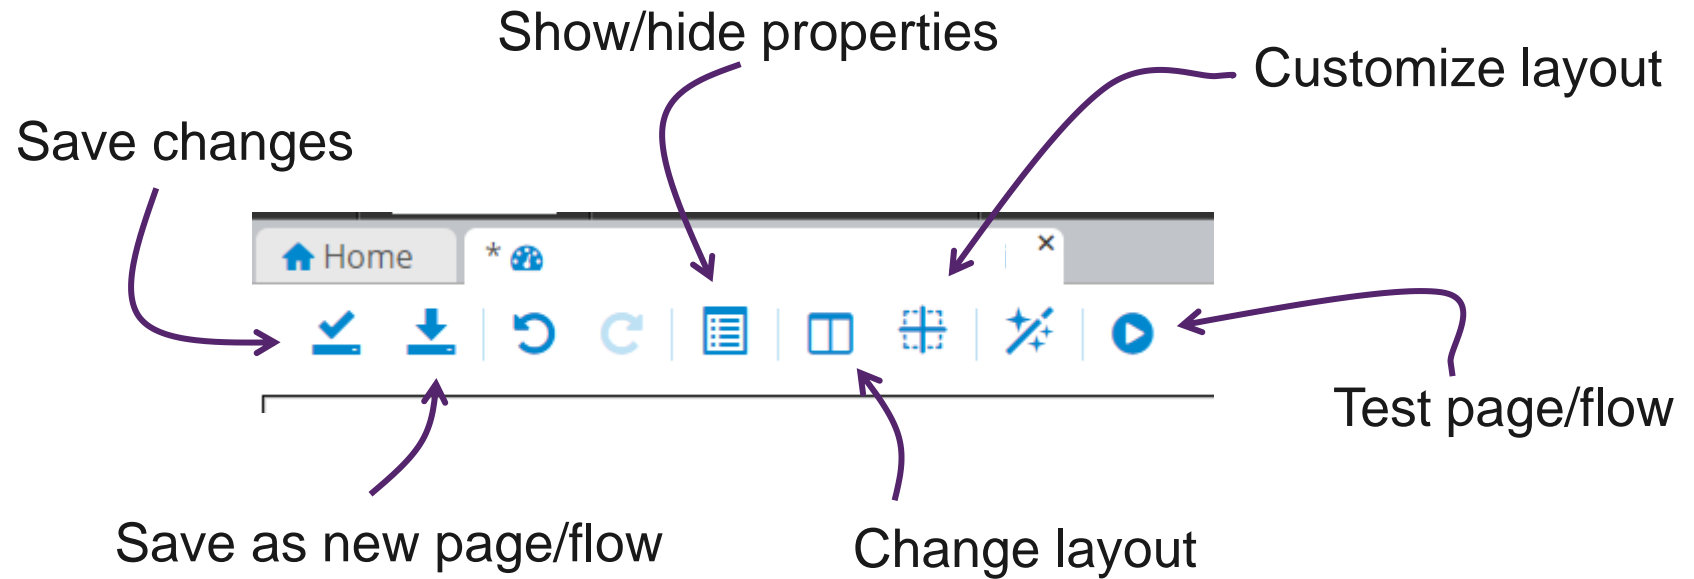 Show/hide properties
Customize layout
Save changes
Home
*
×
Test page/flow
Save as new page/flow
Change layout